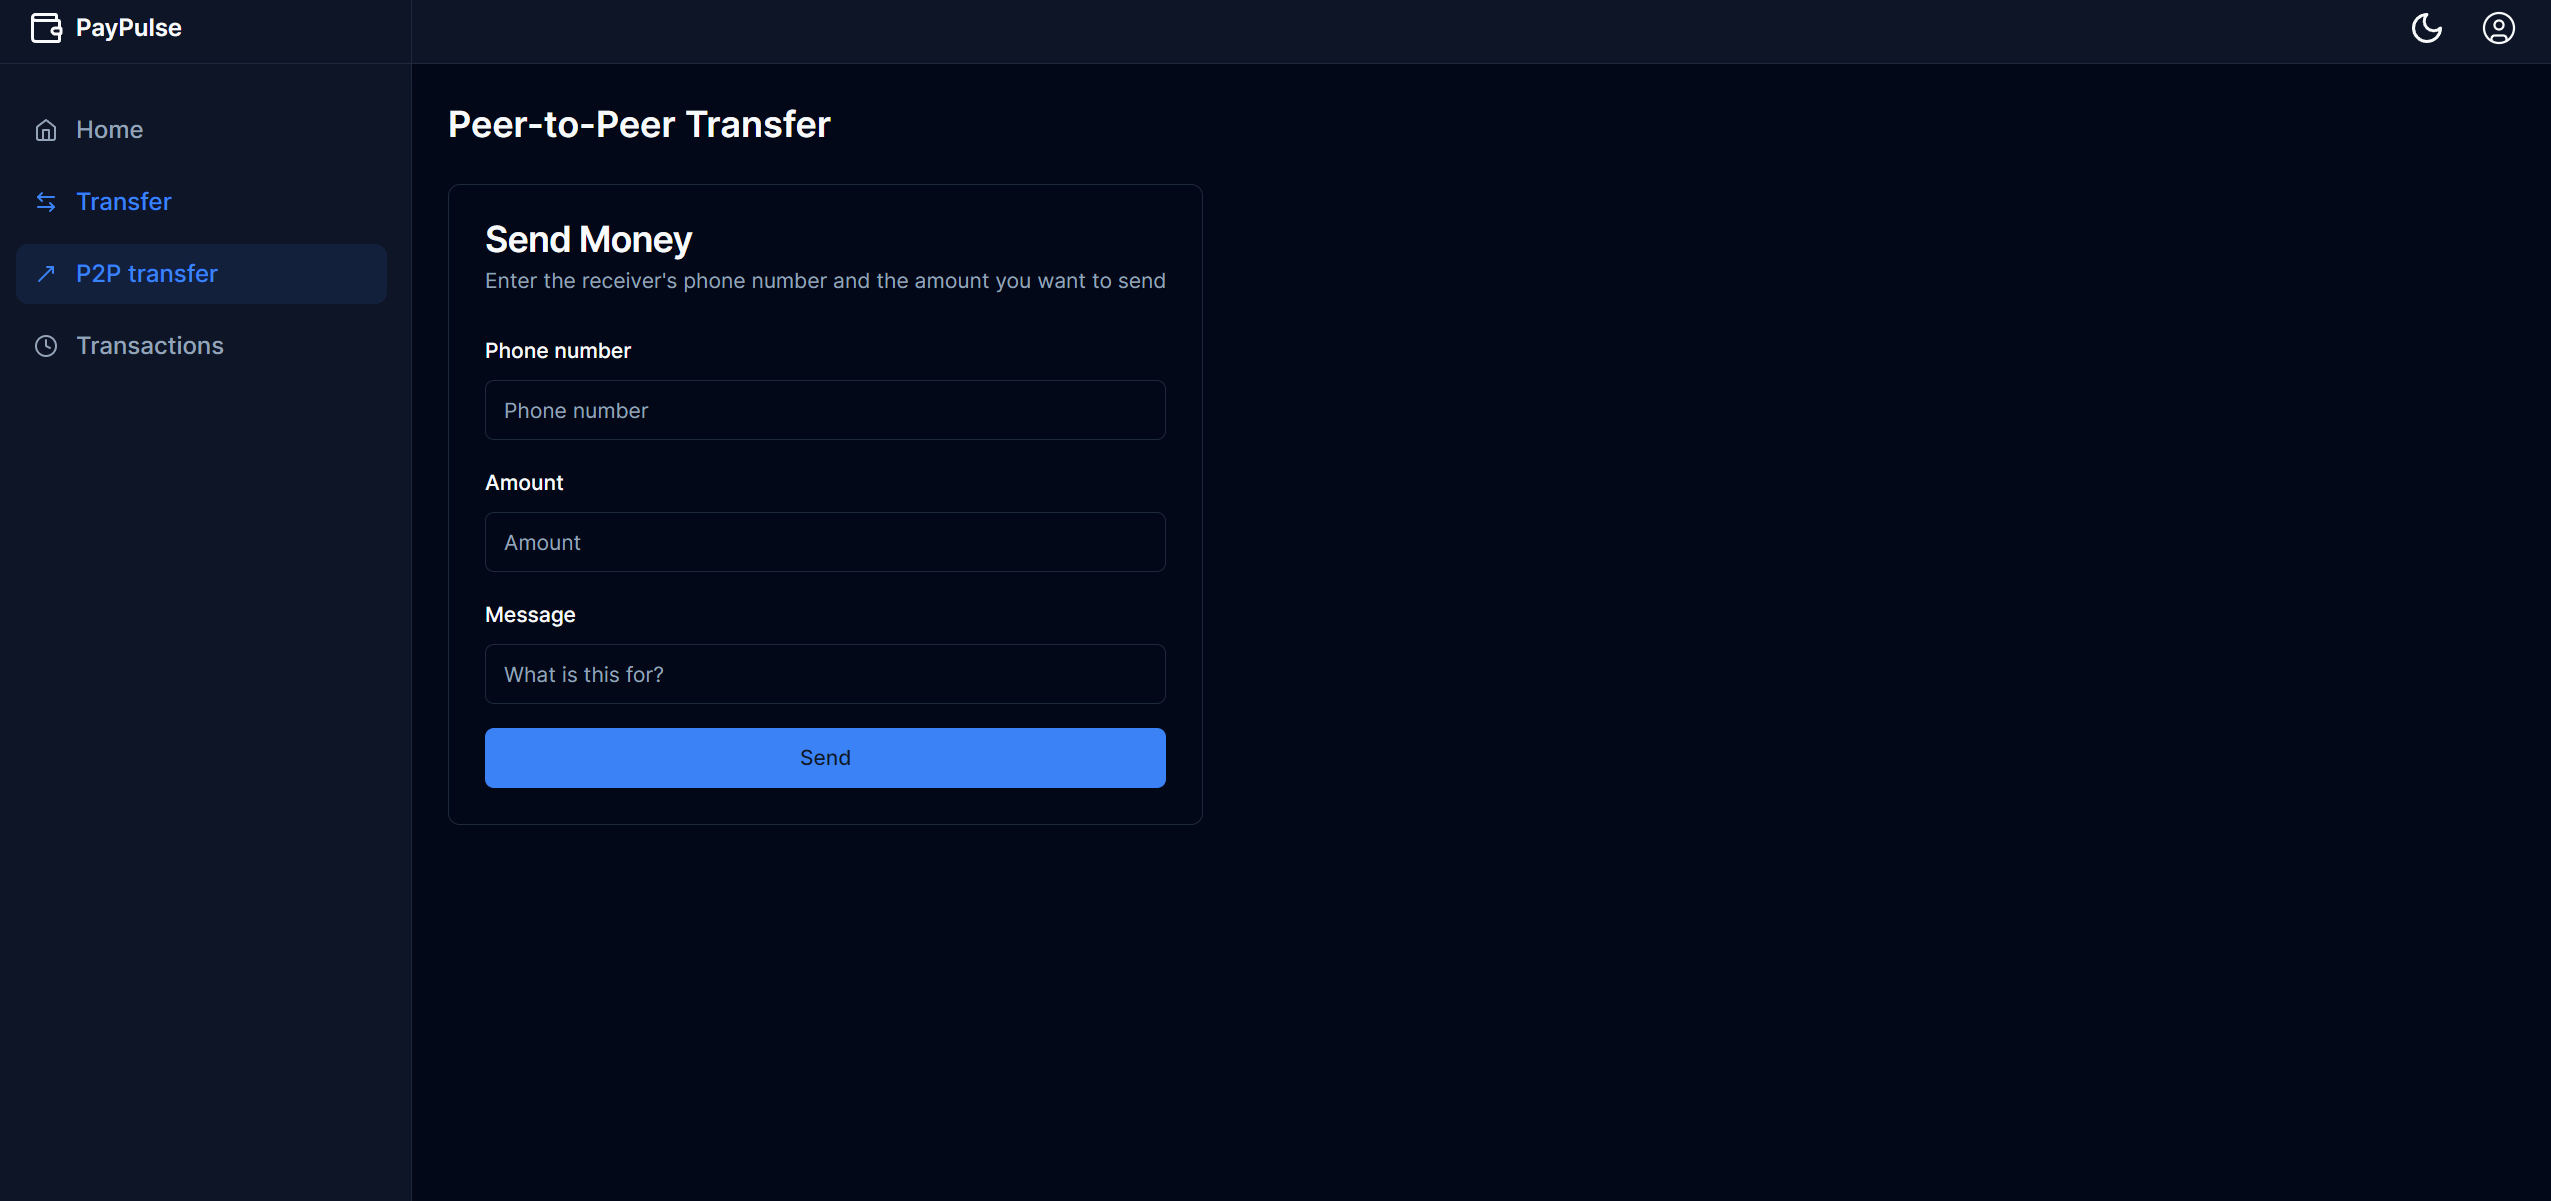 PayPulse
Home
Transfer
P2P transfer
Transactions
Peer-to-Peer Transfer
Send Money
Enter the receiver's phone number and the amount you want to send
Phone number
Phone number
Amount
Amount
Message
What is this for?
Send